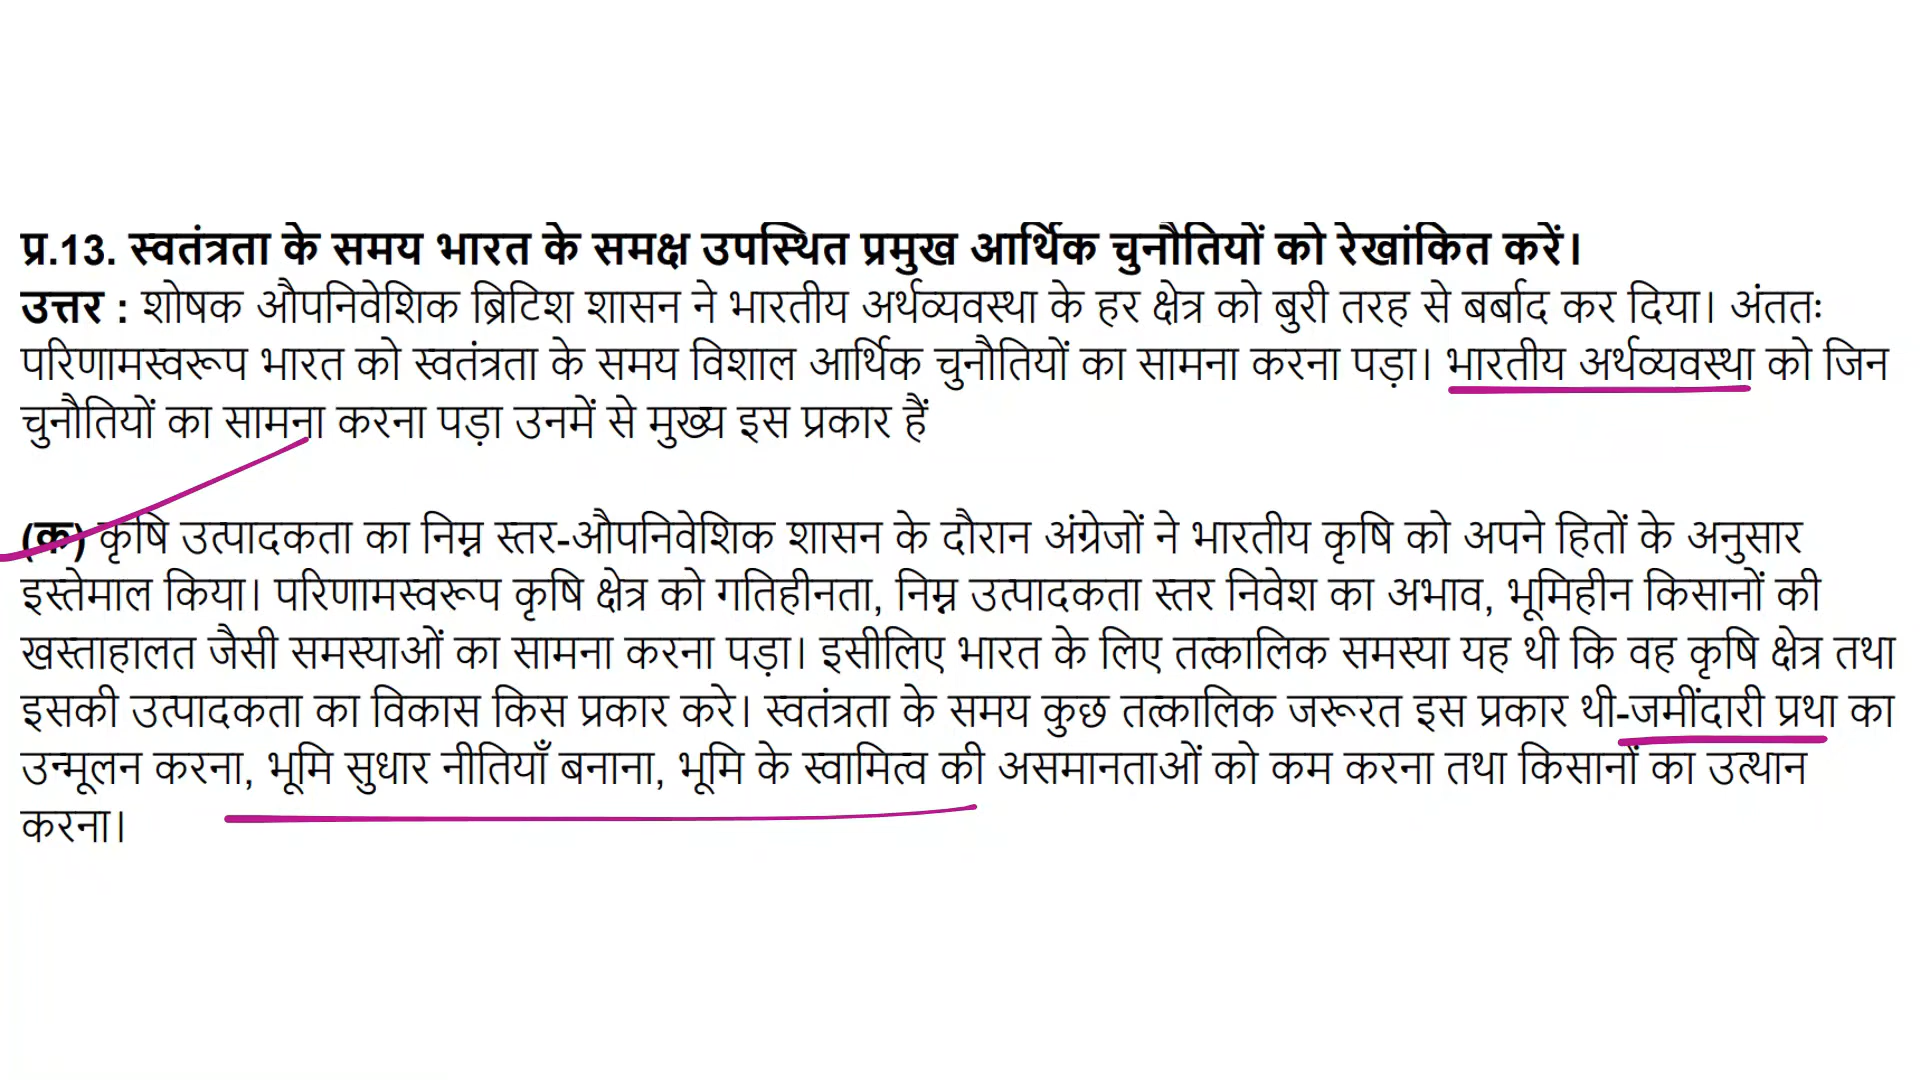 प्र.13. स्वतंत्रता के समय भारत के समक्ष उपस्थित प्रमुख आर्थिक चुनौतियों को रेखांकित करें।
उत्तर : शोषक औपनिवेशिक ब्रिटिश शासन ने भारतीय अर्थव्यवस्था के हर क्षेत्र को बुरी तरह से बर्बाद कर दिया। अंततः
परिणामस्वरूप भारत को स्वतंत्रता के समय विशाल आर्थिक चुनौतियों का सामना करना पड़ा। भारतीय अर्थव्यवस्था को जिन
चुनौतियों का सामना करना पड़ा उनमें से मुख्य इस प्रकार हैं
(क) कृषि उत्पादकता का निम्न स्तर-औपनिवेशिक शासन के दौरान अंग्रेजों ने भारतीय कृषि को अपने हितों के अनुसार
इस्तेमाल किया। परिणामस्वरूप कृषि क्षेत्र को गतिहीनता, निम्न उत्पादकता स्तर निवेश का अभाव, भूमिहीन किसानों की
खस्ताहालत जैसी समस्याओं का सामना करना पड़ा। इसीलिए भारत के लिए तत्कालिक समस्या यह थी कि वह कृषि क्षेत्र तथा
इसकी उत्पादकता का विकास किस प्रकार करे। स्वतंत्रता के समय कुछ तत्कालिक जरूरत इस प्रकार थी-जमींदारी प्रथा का
उन्मूलन करना, भूमि सुधार नीतियाँ बनाना, भूमि के स्वामित्व की असमानताओं को कम करना तथा किसानों का उत्थान
करना।